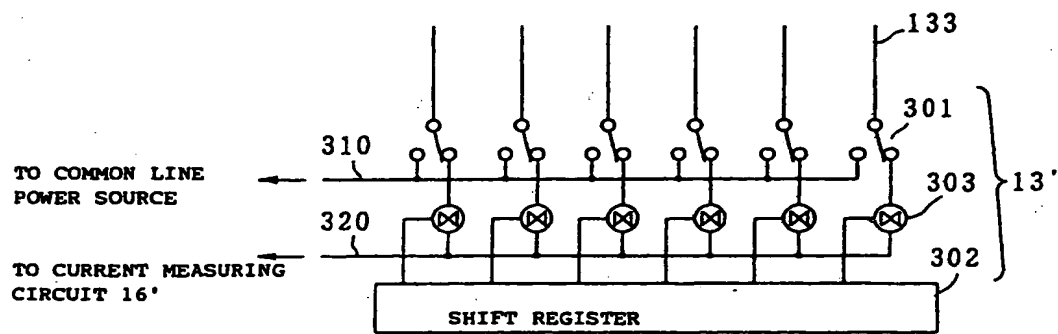 133
301
310
TO COMMON LINE
POWER SOURCE
303
13'
320
TO CURRENT MEASURING
CIRCUIT 16'
302
SHIFT REGISTER